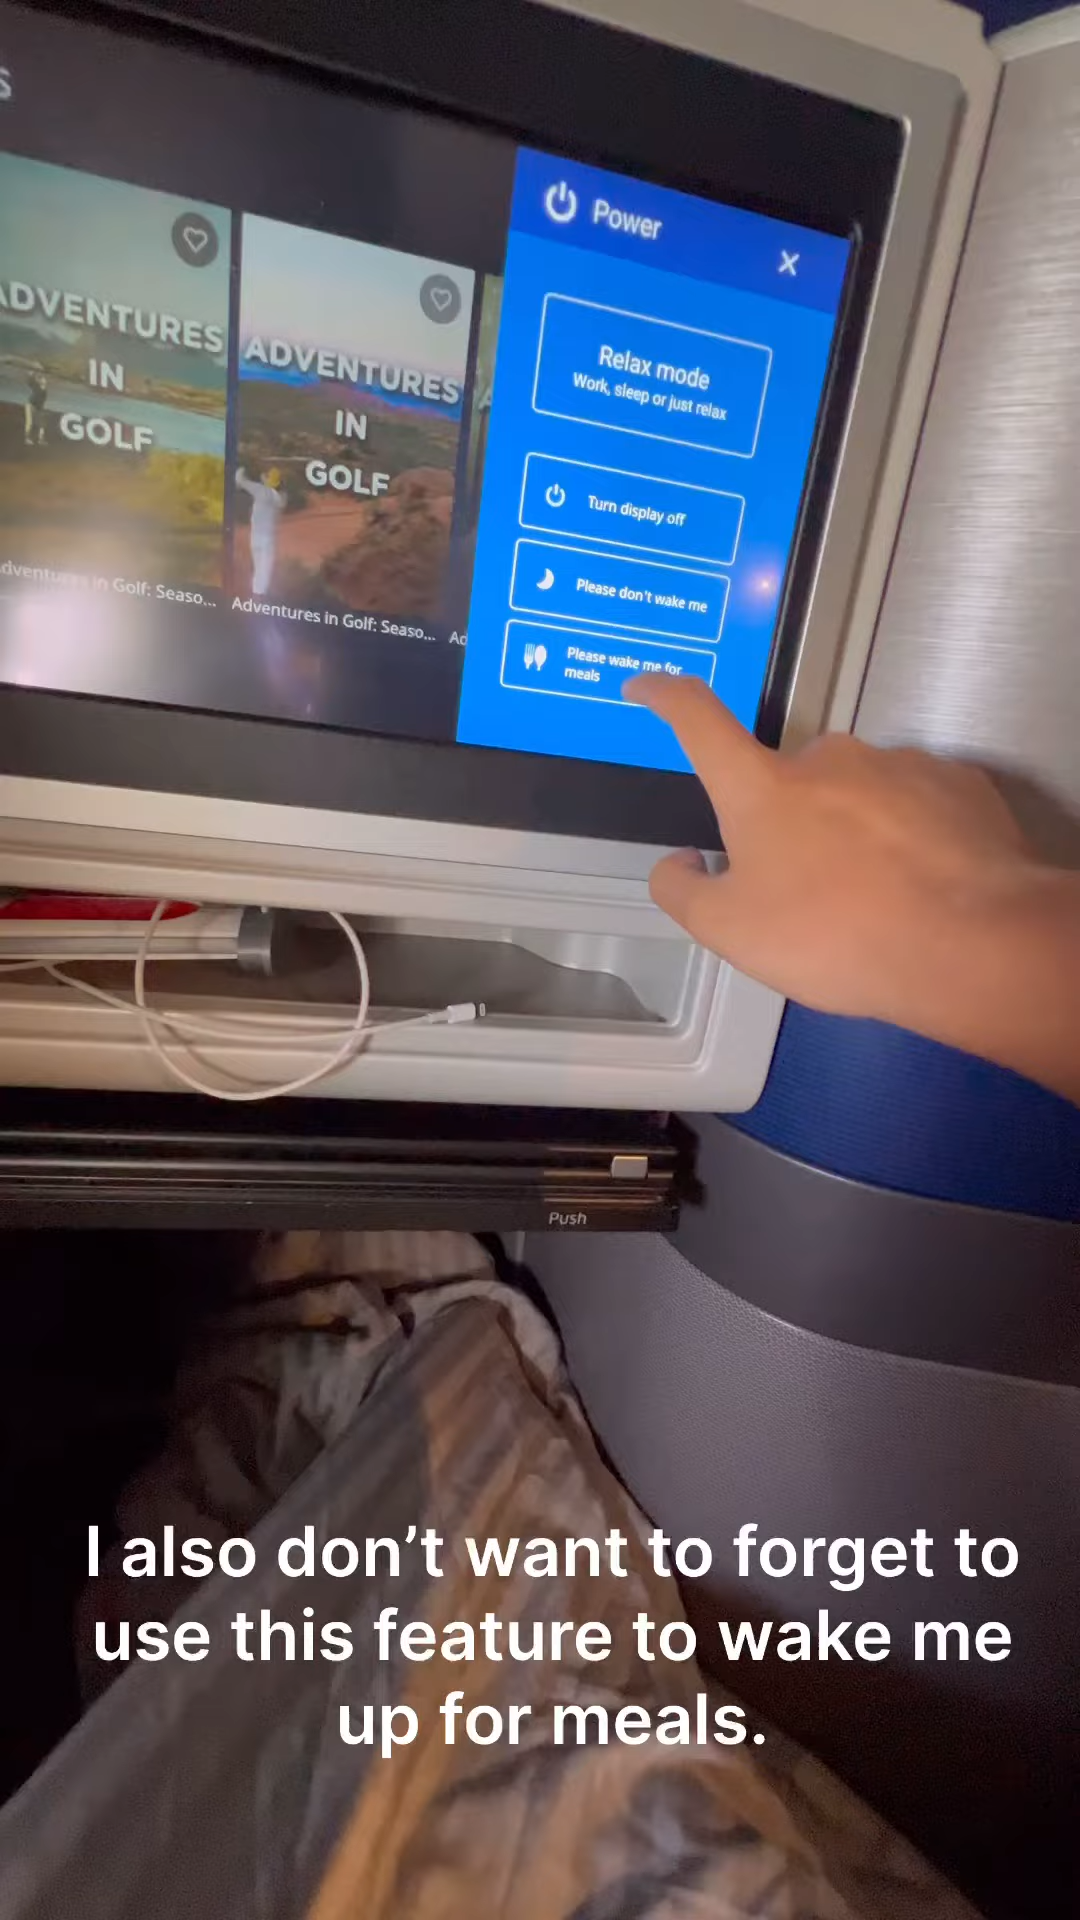 S
ADVENTURES
IN
GOLF
Adventures in Golf: Seaso...
ADVENTURES
IN
GOLF
Adventures in Golf: Seaso...
Ad
Power
X
Relax mode
Work, sleep or just relax
Turn display off
Please don't wake me
Please wake me for
meals
Push
I also don’t want to forget to
use this feature to wake me
up for meals.